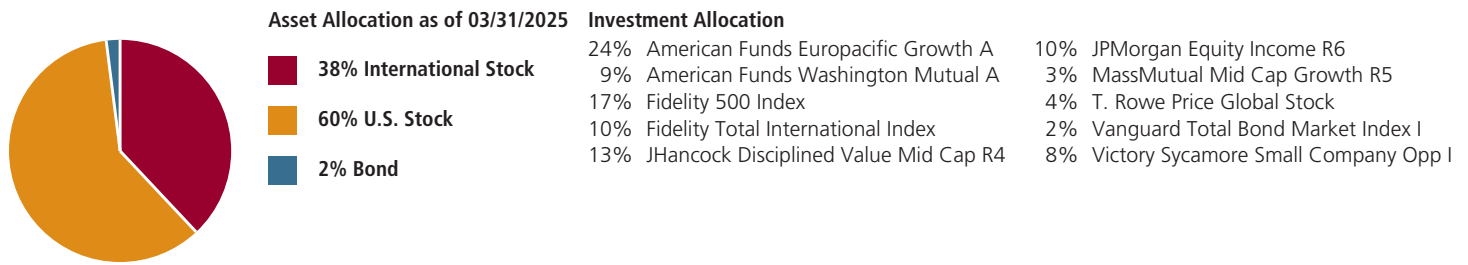 Asset Allocation as of 03/31/2025
38% International Stock
60% U.S. Stock
2% Bond
Investment Allocation
24% American Funds Europacific Growth A
9% American Funds Washington Mutual A
17% Fidelity 500 Index
10% Fidelity Total International Index
13% JHancock Disciplined Value Mid Cap R4
10% JPMorgan Equity Income R6
3% MassMutual Mid Cap Growth R5
4% T. Rowe Price Global Stock
2% Vanguard Total Bond Market Index I
8% Victory Sycamore Small Company Opp I